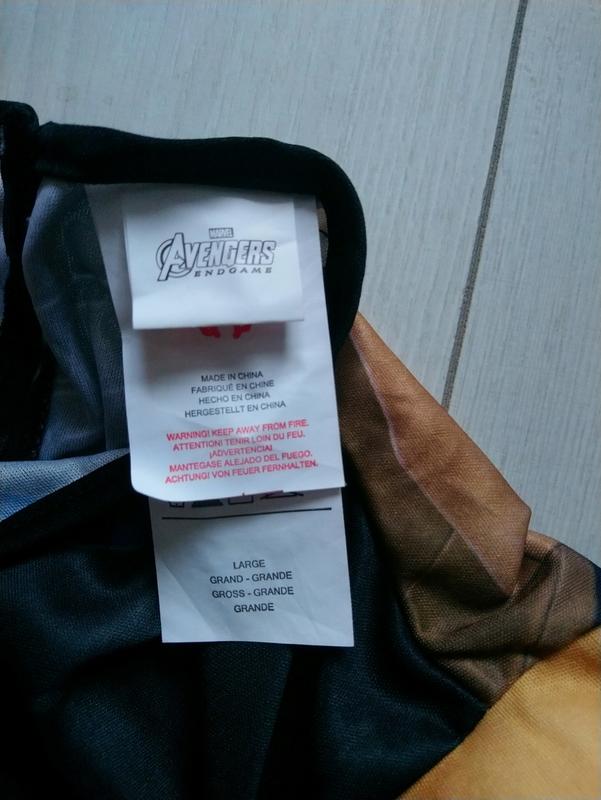 MARVEL
AVENGERS
ENDGAME
MADE IN CHINA
FABRIQUÉ EN CHINE
HECHO EN CHINA
HERGESTELLT EN CHINA
WARNING! KEEP AWAY FROM FIRE.
ATTENTION! TENIR LOIN DU FEU.
¡ADVERTENCIA!
MANTEGASE ALEJADO DEL FUEGO.
ACHTUNG! VON FEUER FERNHALTEN.
LARGE
GRAND - GRANDE
GROSS - GRANDE
GRANDE